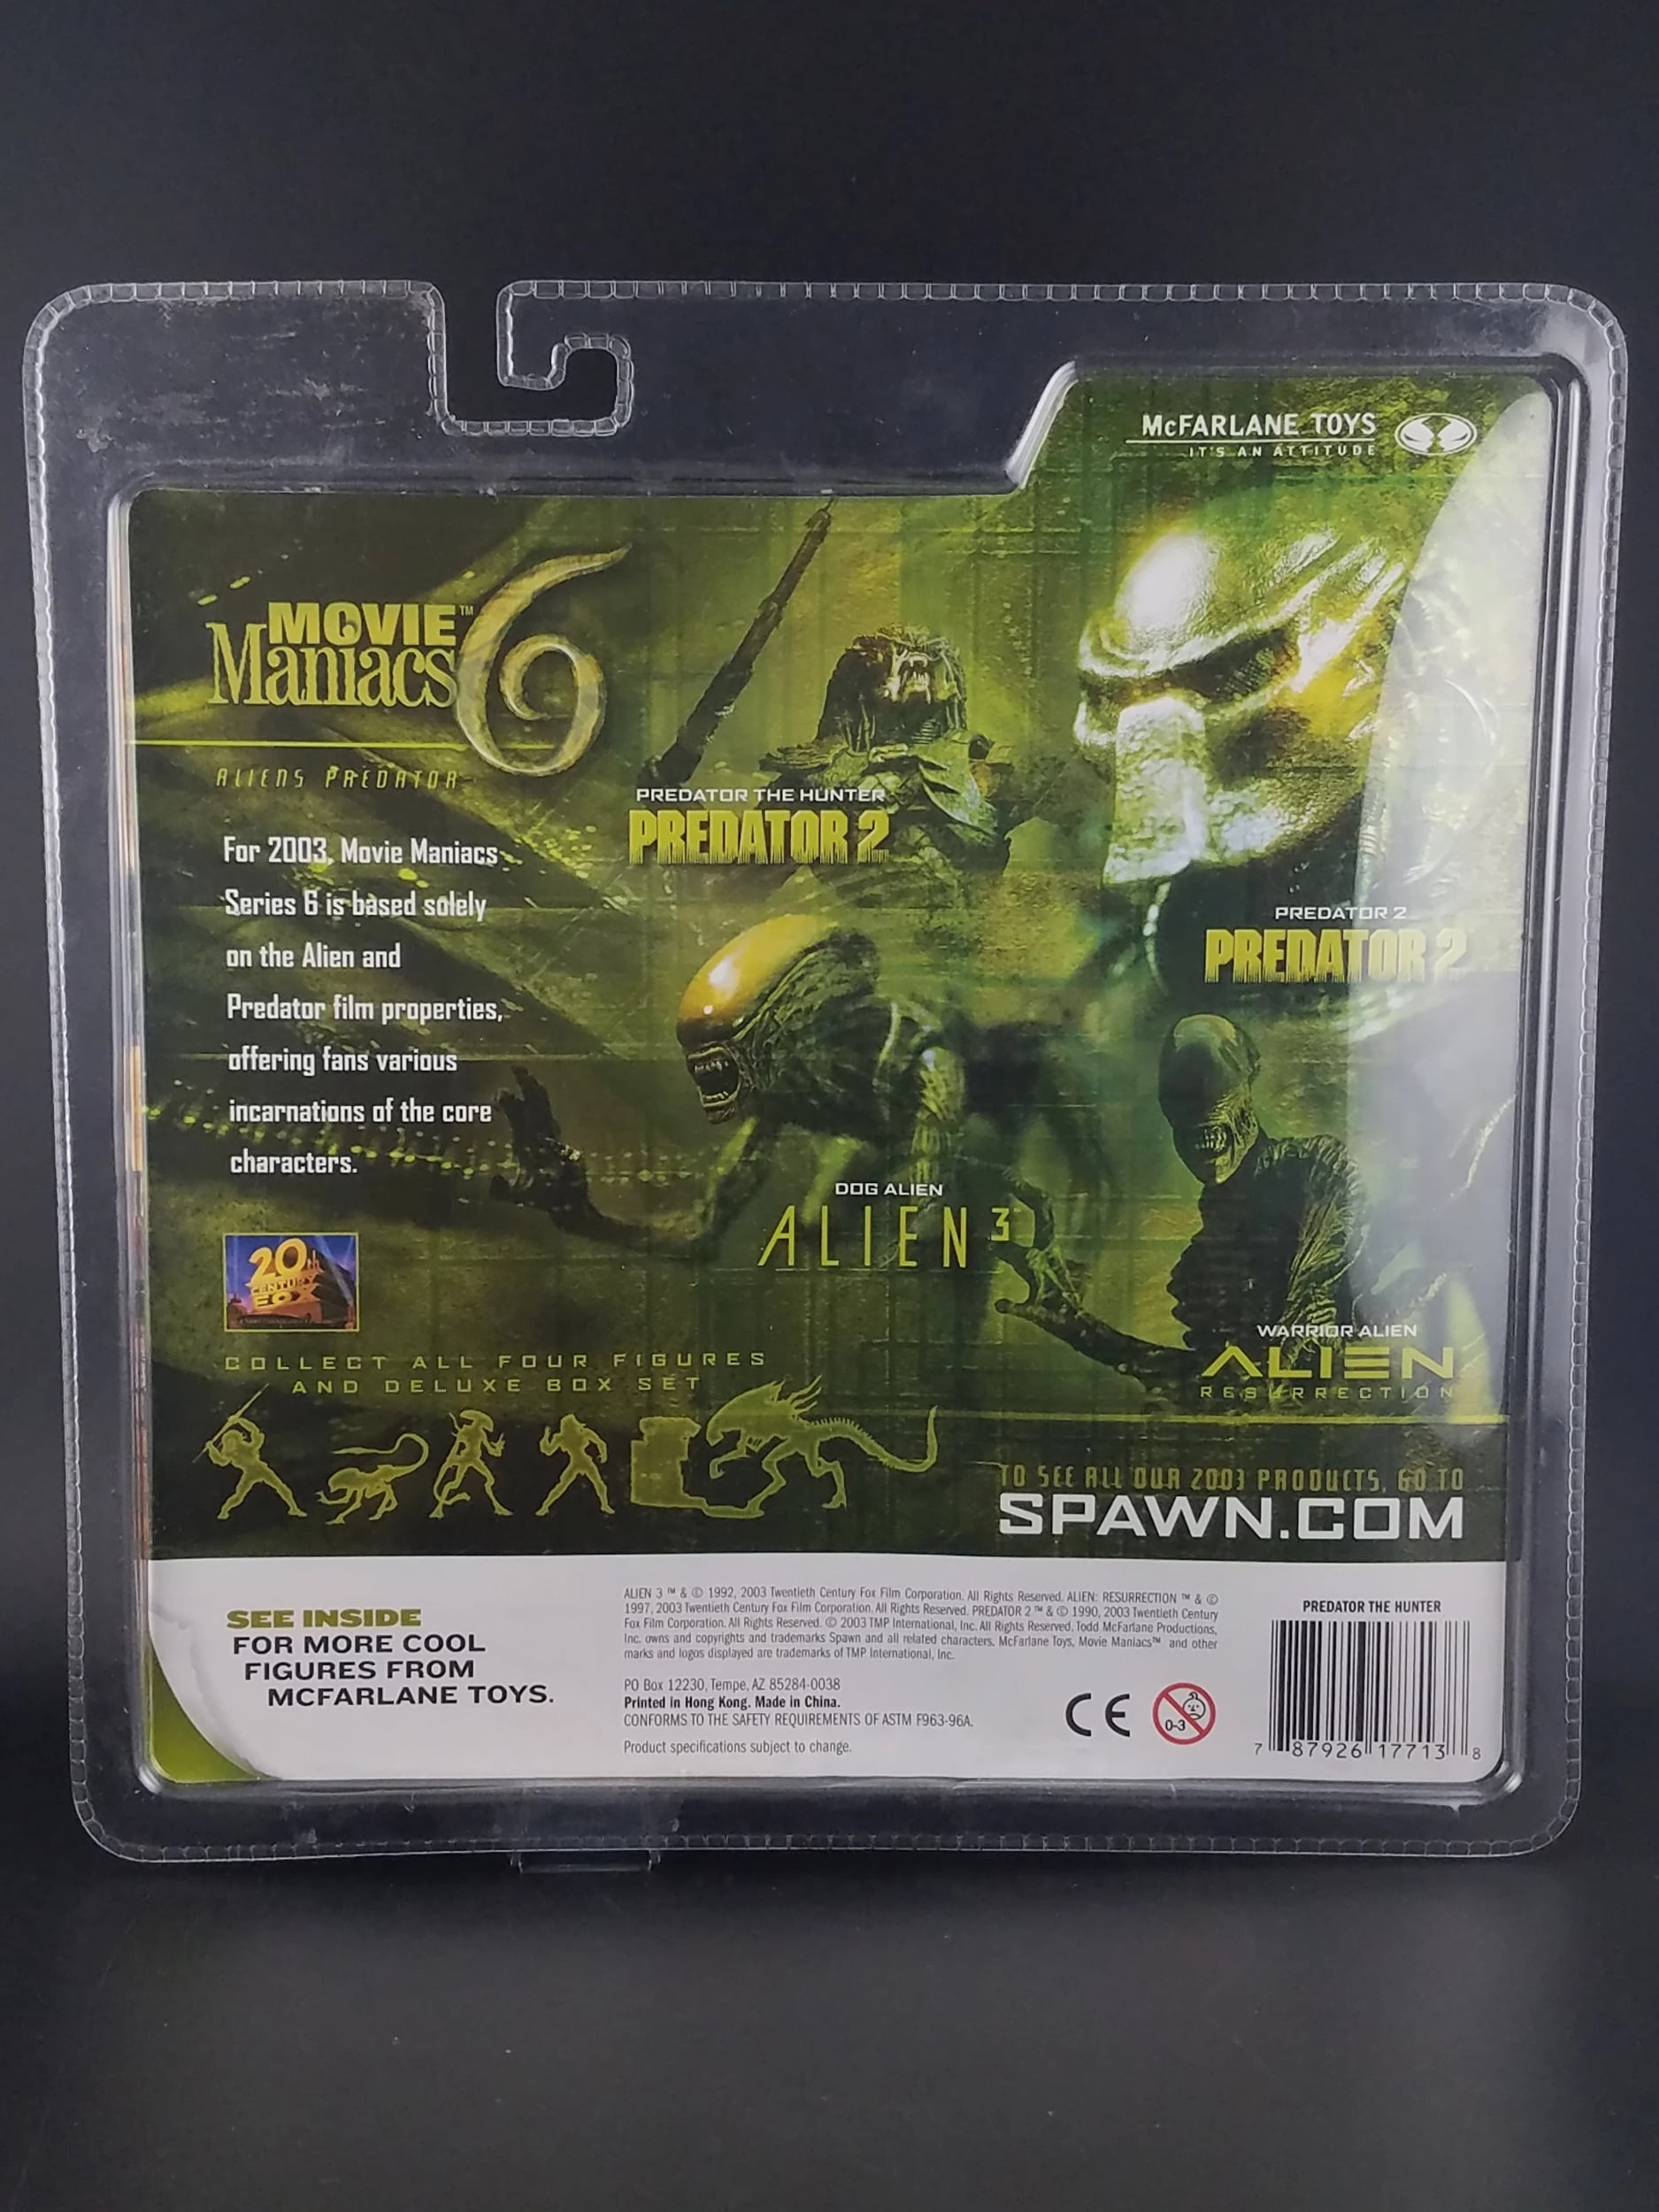 McFARLANE TOYS
IT'S AN ATTITUDE
MOVIE™
Maniacs 6
ALIENS PREDATOR
For 2003, Movie Maniacs
Series 6 is based solely
on the Alien and
Predator film properties,
offering fans various
incarnations of the core
characters.
PREDATOR THE HUNTER
PREDATOR 2
PREDATOR 2
PREDATOR 2
DOG ALIEN
ALIEN 3
WARRIOR ALIEN
ALIEN
RESURRECTION
20th
CENTURY
FOX
COLLECT ALL FOUR FIGURES
AND DELUXE BOX SET
TO SEE ALL OUR 2003 PRODUCTS, GO TO
SPAWN.COM
SEE INSIDE
FOR MORE COOL
FIGURES FROM
MCFARLANE TOYS.
ALIEN 3 ™ & © 1992, 2003 Twentieth Century Fox Film Corporation. All Rights Reserved. ALIEN: RESURRECTION ™ & ©
1997, 2003 Twentieth Century Fox Film Corporation. All Rights Reserved. PREDATOR 2 ™ & © 1990, 2003 Twentieth Century
Fox Film Corporation. All Rights Reserved. © 2003 TMP International, Inc. All Rights Reserved. Todd McFarlane Productions,
Inc. owns and copyrights and trademarks Spawn and all related characters. McFarlane Toys, Movie Maniacs™ and other
marks and logos displayed are trademarks of TMP International, Inc.
PO Box 12230, Tempe, AZ 85284-0038
Printed in Hong Kong. Made in China.
CONFORMS TO THE SAFETY REQUIREMENTS OF ASTM F963-96A.
Product specifications subject to change.
CE
0-3
PREDATOR THE HUNTER
7 87926 17713 8